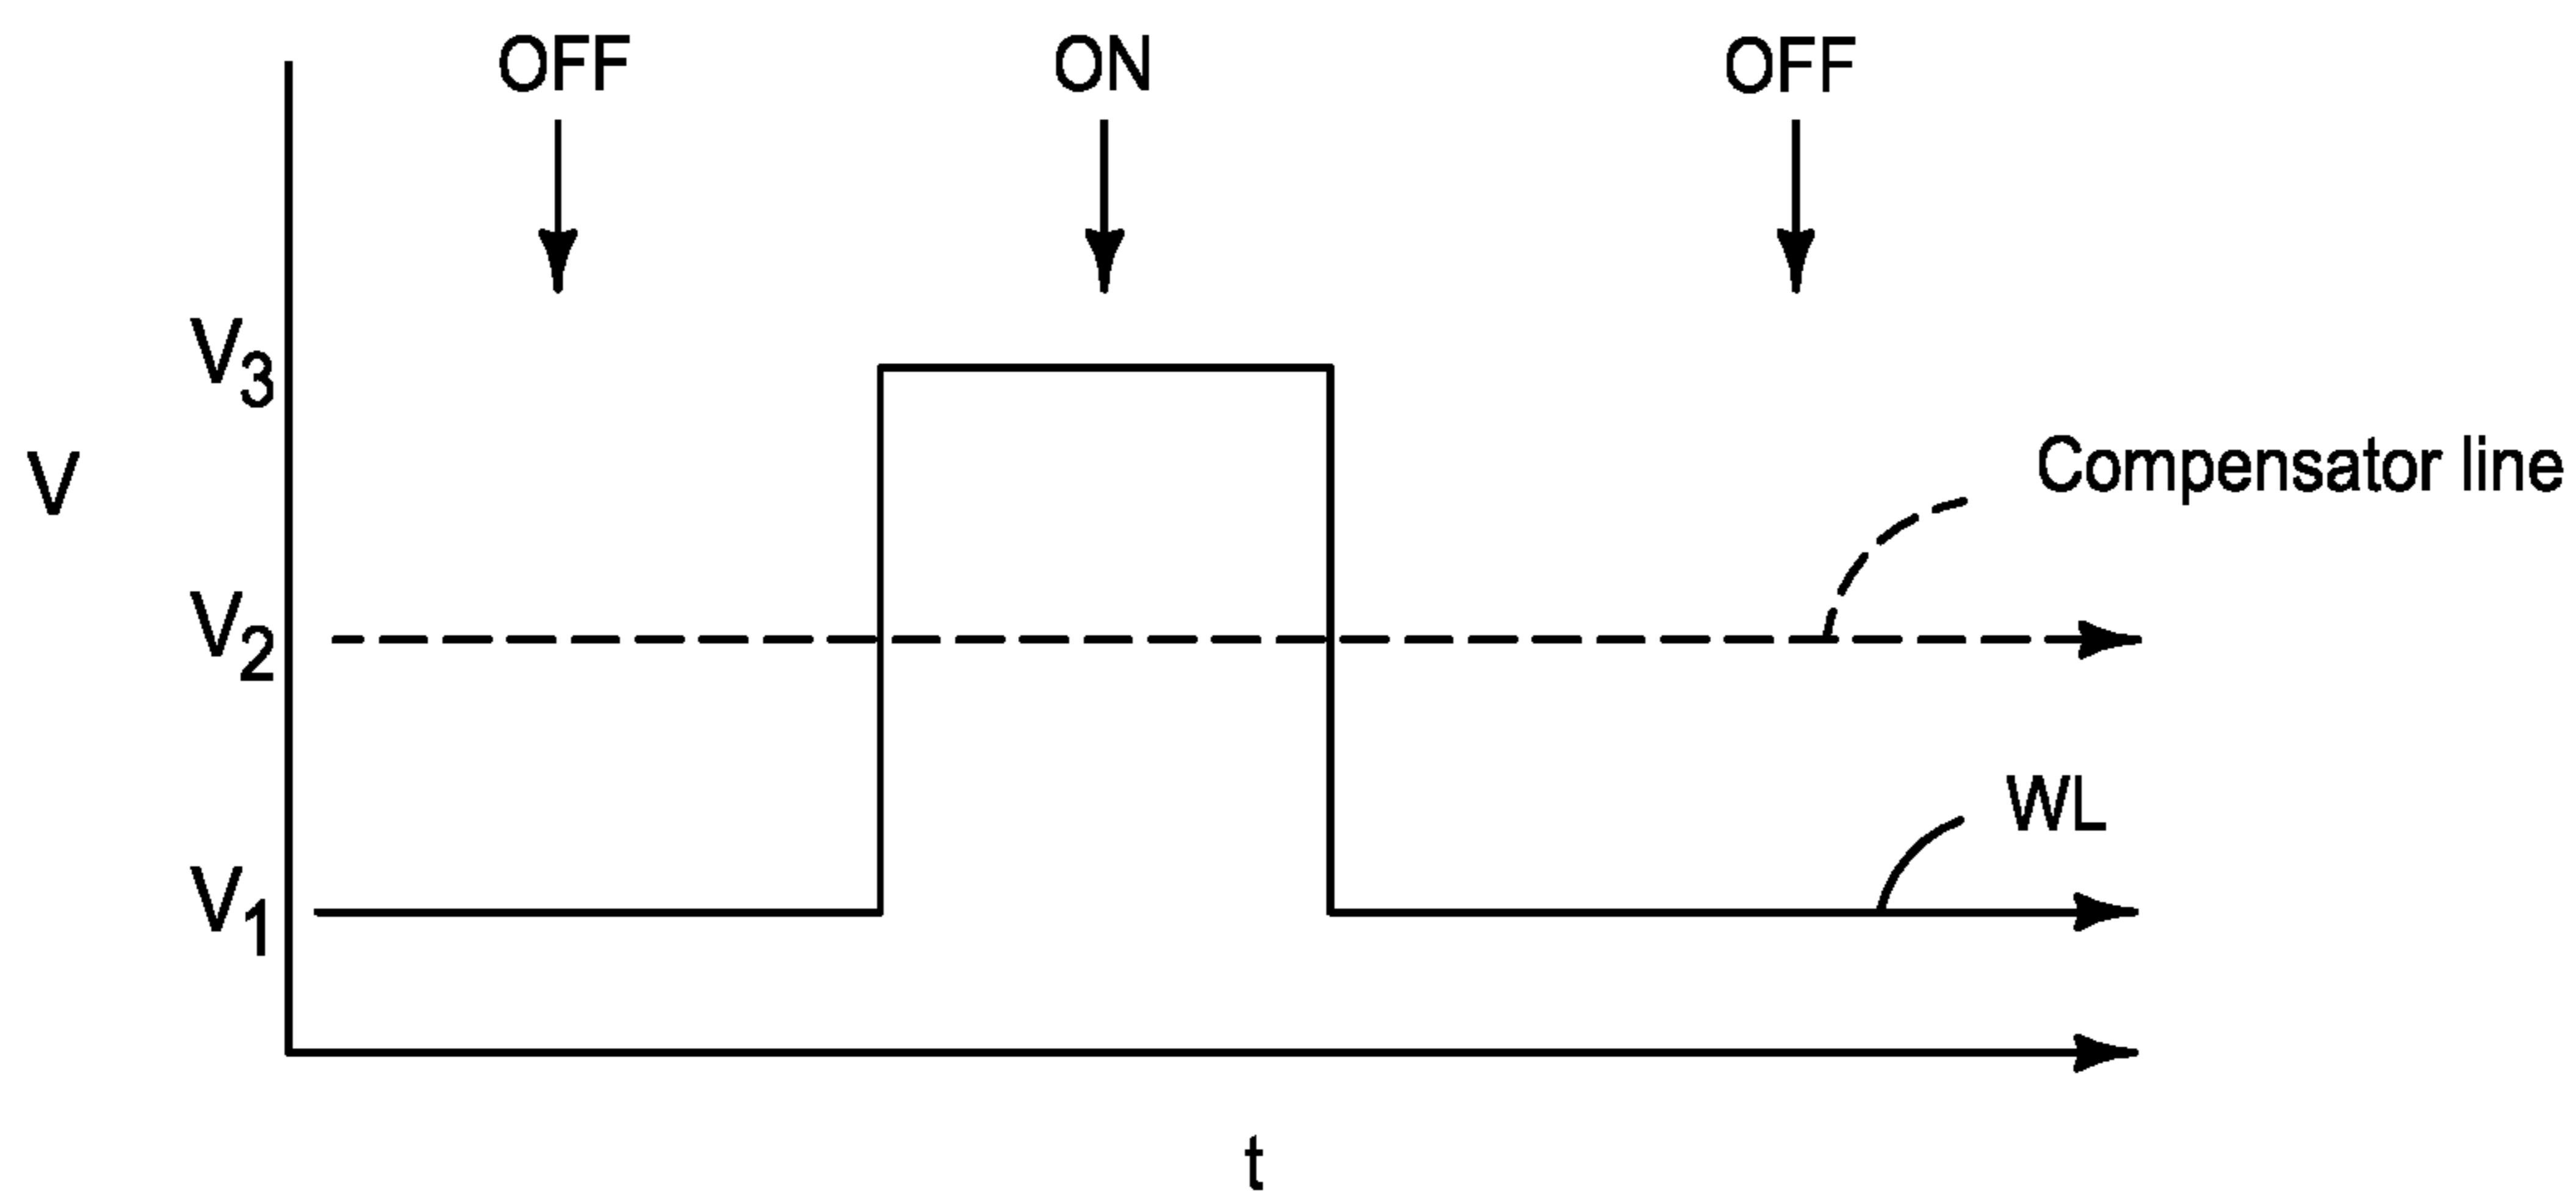 OFF ON OFF
V3
V
Compensator line
V2
WL
V1
t